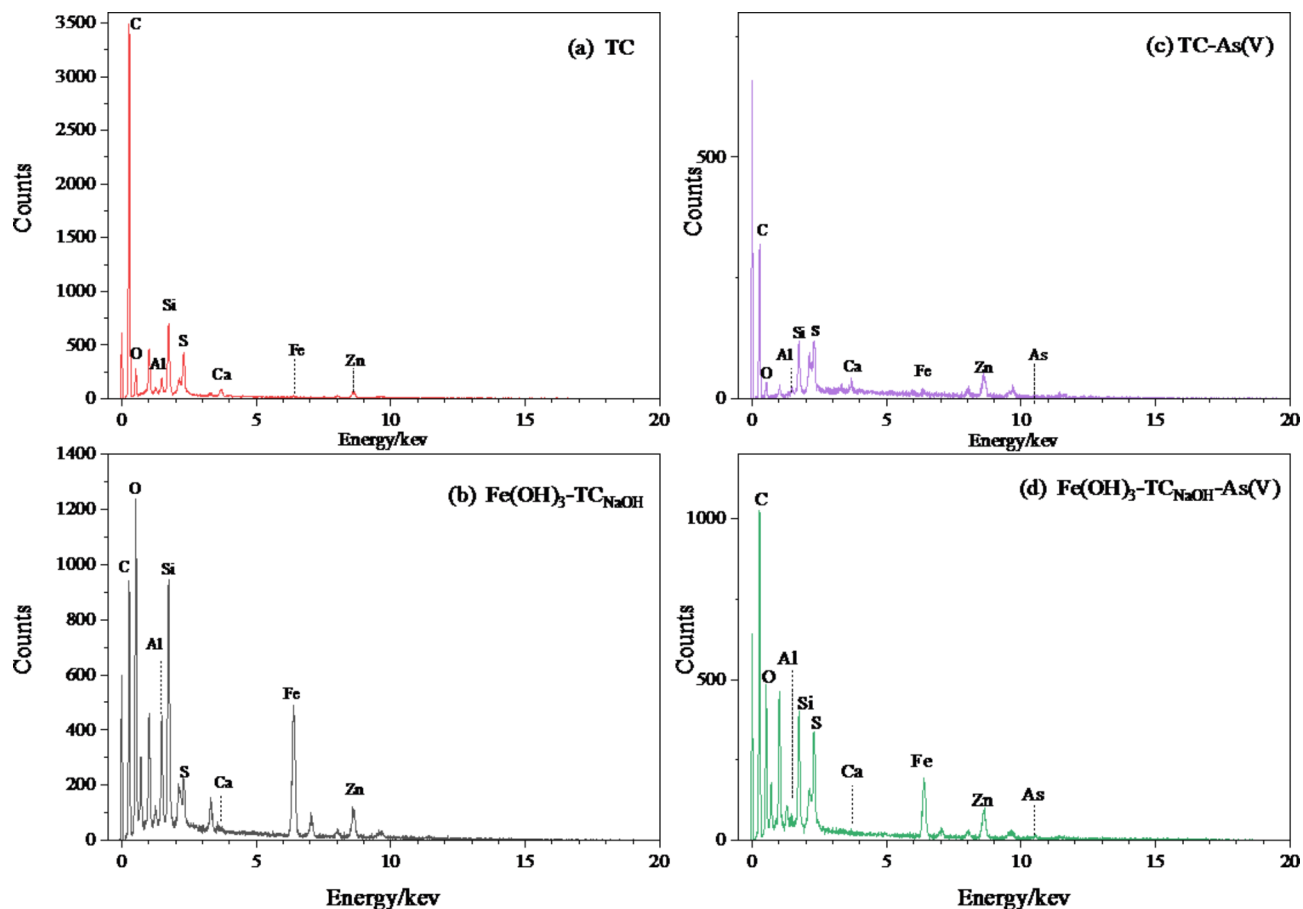 (a) TC
Counts
3500
3000
2500
2000
1500
1000
500
0
C
O
Al
Si
S
Ca
Fe
Zn
0 5 10 15 20
Energy/kev
(c) TC-As(V)
Counts
500
0
C
O
Al
Si
S
Ca
Fe
Zn
As
0 5 10 15 20
Energy/kev
(b) Fe(OH)₃-TC_NaOH
Counts
1400
1200
1000
800
600
400
200
0
C
O
Al
Si
S
Ca
Fe
Zn
0 5 10 15 20
Energy/kev
(d) Fe(OH)₃-TC_NaOH-As(V)
Counts
1000
500
0
C
O
Al
Si
S
Ca
Fe
Zn
As
0 5 10 15 20
Energy/kev